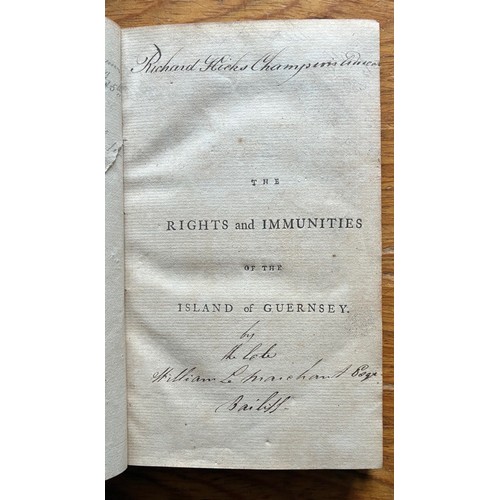 Richard Hicks
THE
RIGHTS and IMMUNITIES
OF THE
ISLAND of GUERNSEY.
by
the late
William Le Marchant Esqr
Bailiff.